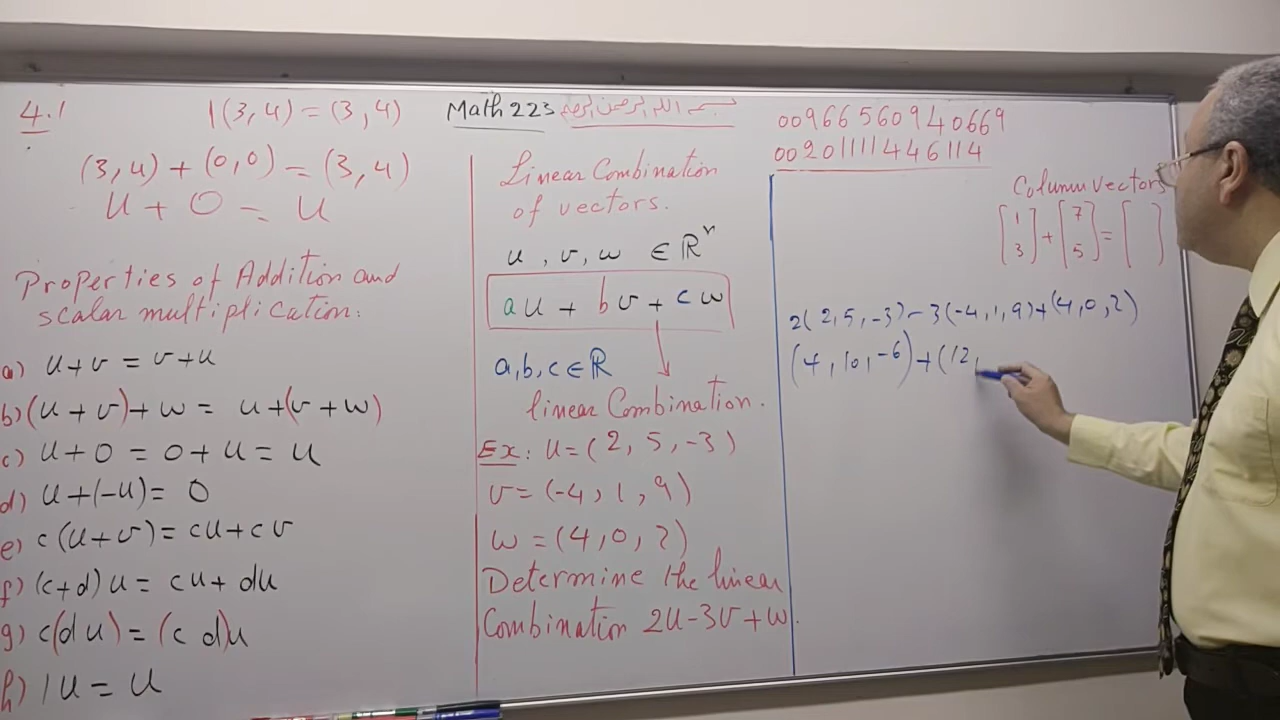 4.1
1(3,4) = (3,4)
(3,4) + (0,0) = (3,4)
u + 0 = u
Properties of Addition and
scalar multiplication:
a) u+v = v+u
b) (u+v)+w = u+(v+w)
c) u+0 = 0+u = u
d) u+(-u) = 0
e) c(u+v) = cu+cv
f) (c+d)u = cu+du
g) c(du) = (cd)u
h) 1u = u
Math 223 بسم الله الرحمن الرحيم
Linear Combination
of vectors.
u, v, w ∈ ℝⁿ
au + bv + cw
a,b,c ∈ ℝ
linear Combination.
Ex: u = (2, 5, -3)
v = (-4, 1, 9)
w = (4, 0, 2)
Determine the linear
Combination 2u-3v+w.
00966560940669
00201111446114
Column vectors
[1 3] + [7 5] = [ ]
2(2,5,-3)-3(-4,1,9)+(4,0,2)
(4,10,-6)+(12,